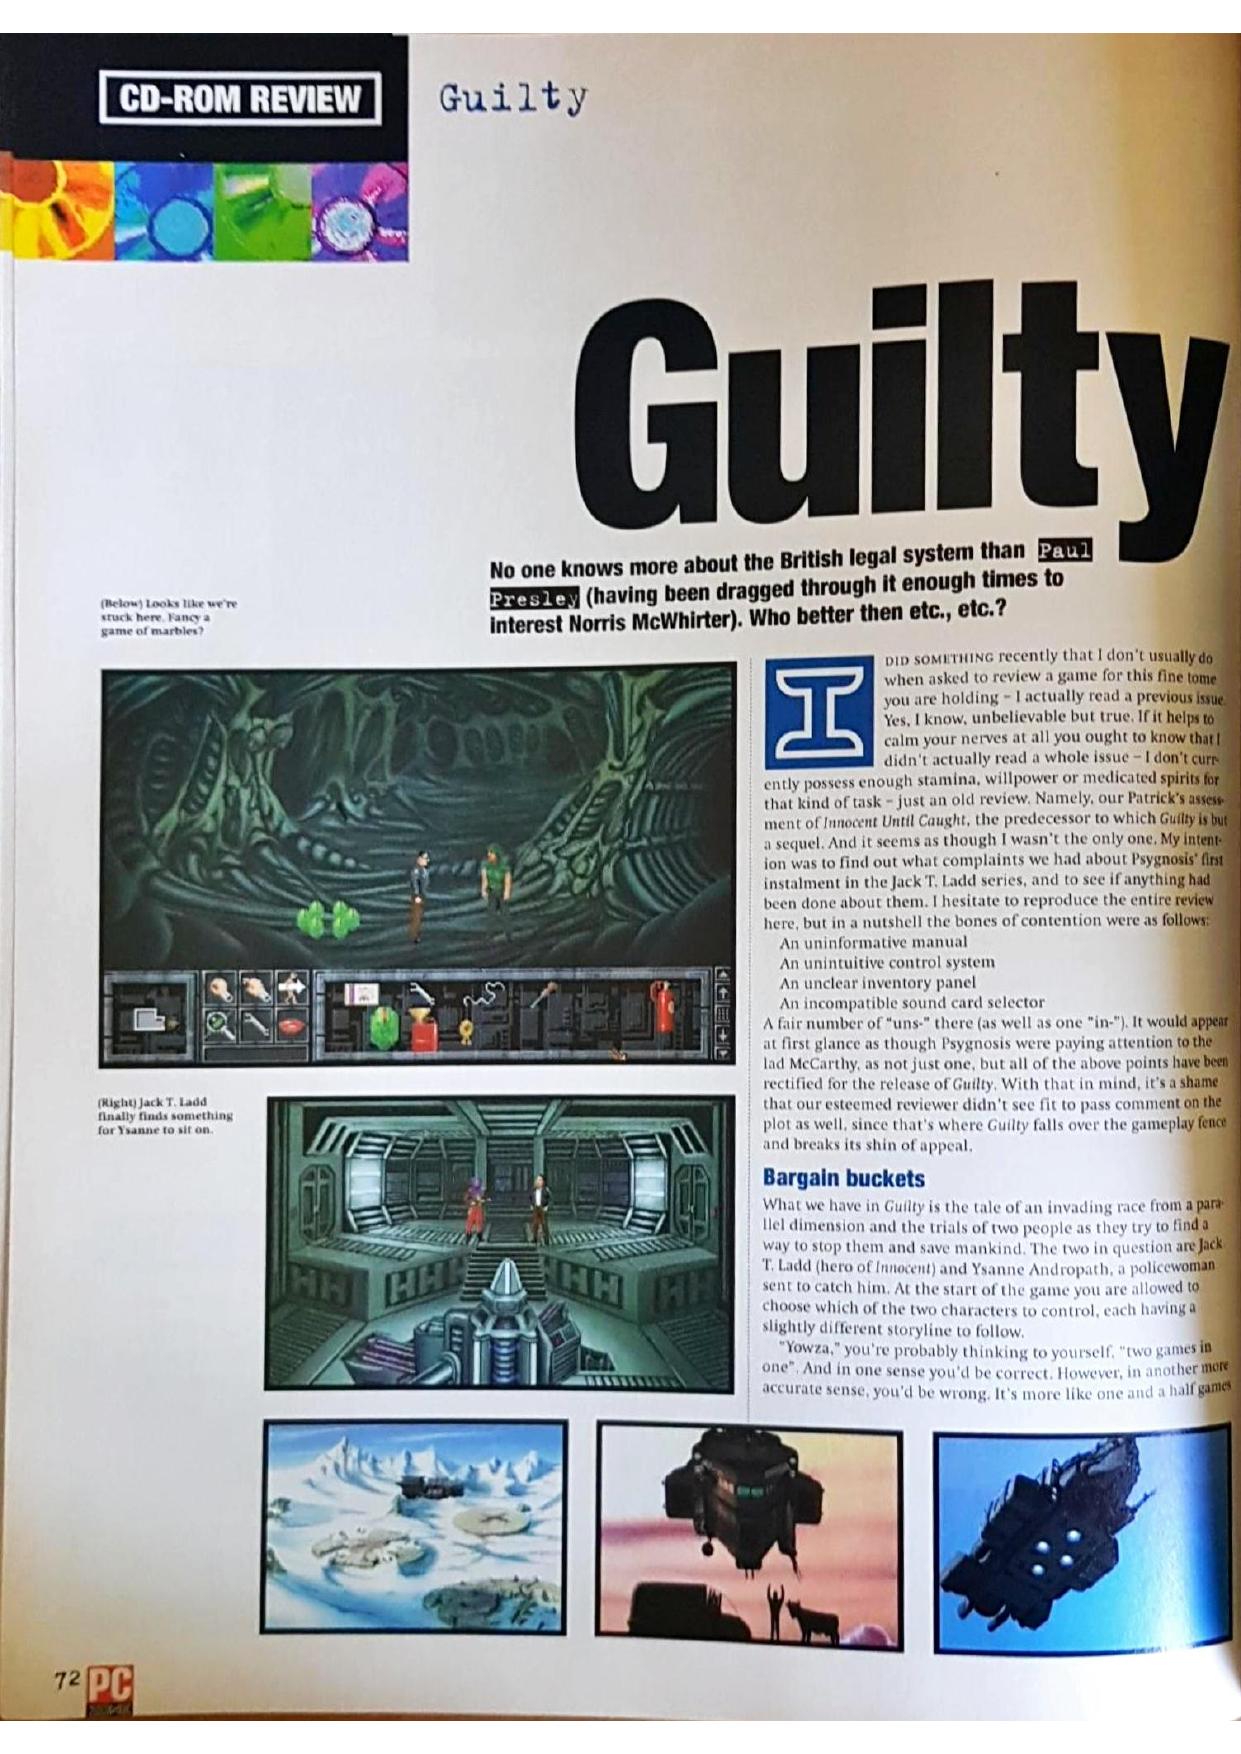 CD-ROM REVIEW
Guilty
Guilty
No one knows more about the British legal system than Paul
Presley (having been dragged through it enough times to
interest Norris McWhirter). Who better then etc., etc.?
(Below) Looks like we're
stuck here. Fancy a
game of marbles?
(Right) Jack T. Ladd
finally finds something
for Ysanne to sit on.
I DID SOMETHING recently that I don't usually do
when asked to review a game for this fine tome
you are holding – I actually read a previous issue.
Yes, I know, unbelievable but true. If it helps to
calm your nerves at all you ought to know that I
didn't actually read a whole issue – I don't curr-
ently possess enough stamina, willpower or medicated spirits for
that kind of task – just an old review. Namely, our Patrick's assess-
ment of Innocent Until Caught, the predecessor to which Guilty is but
a sequel. And it seems as though I wasn't the only one. My intent-
ion was to find out what complaints we had about Psygnosis' first
instalment in the Jack T. Ladd series, and to see if anything had
been done about them. I hesitate to reproduce the entire review
here, but in a nutshell the bones of contention were as follows:
An uninformative manual
An unintuitive control system
An unclear inventory panel
An incompatible sound card selector
A fair number of "uns-" there (as well as one "in-"). It would appear
at first glance as though Psygnosis were paying attention to the
lad McCarthy, as not just one, but all of the above points have been
rectified for the release of Guilty. With that in mind, it's a shame
that our esteemed reviewer didn't see fit to pass comment on the
plot as well, since that's where Guilty falls over the gameplay fence
and breaks its shin of appeal.
Bargain buckets
What we have in Guilty is the tale of an invading race from a para-
llel dimension and the trials of two people as they try to find a
way to stop them and save mankind. The two in question are Jack
T. Ladd (hero of Innocent) and Ysanne Andropath, a policewoman
sent to catch him. At the start of the game you are allowed to
choose which of the two characters to control, each having a
slightly different storyline to follow.
"Yowza," you're probably thinking to yourself, "two games in
one". And in one sense you'd be correct. However, in another more
accurate sense, you'd be wrong. It's more like one and a half games
72 PC